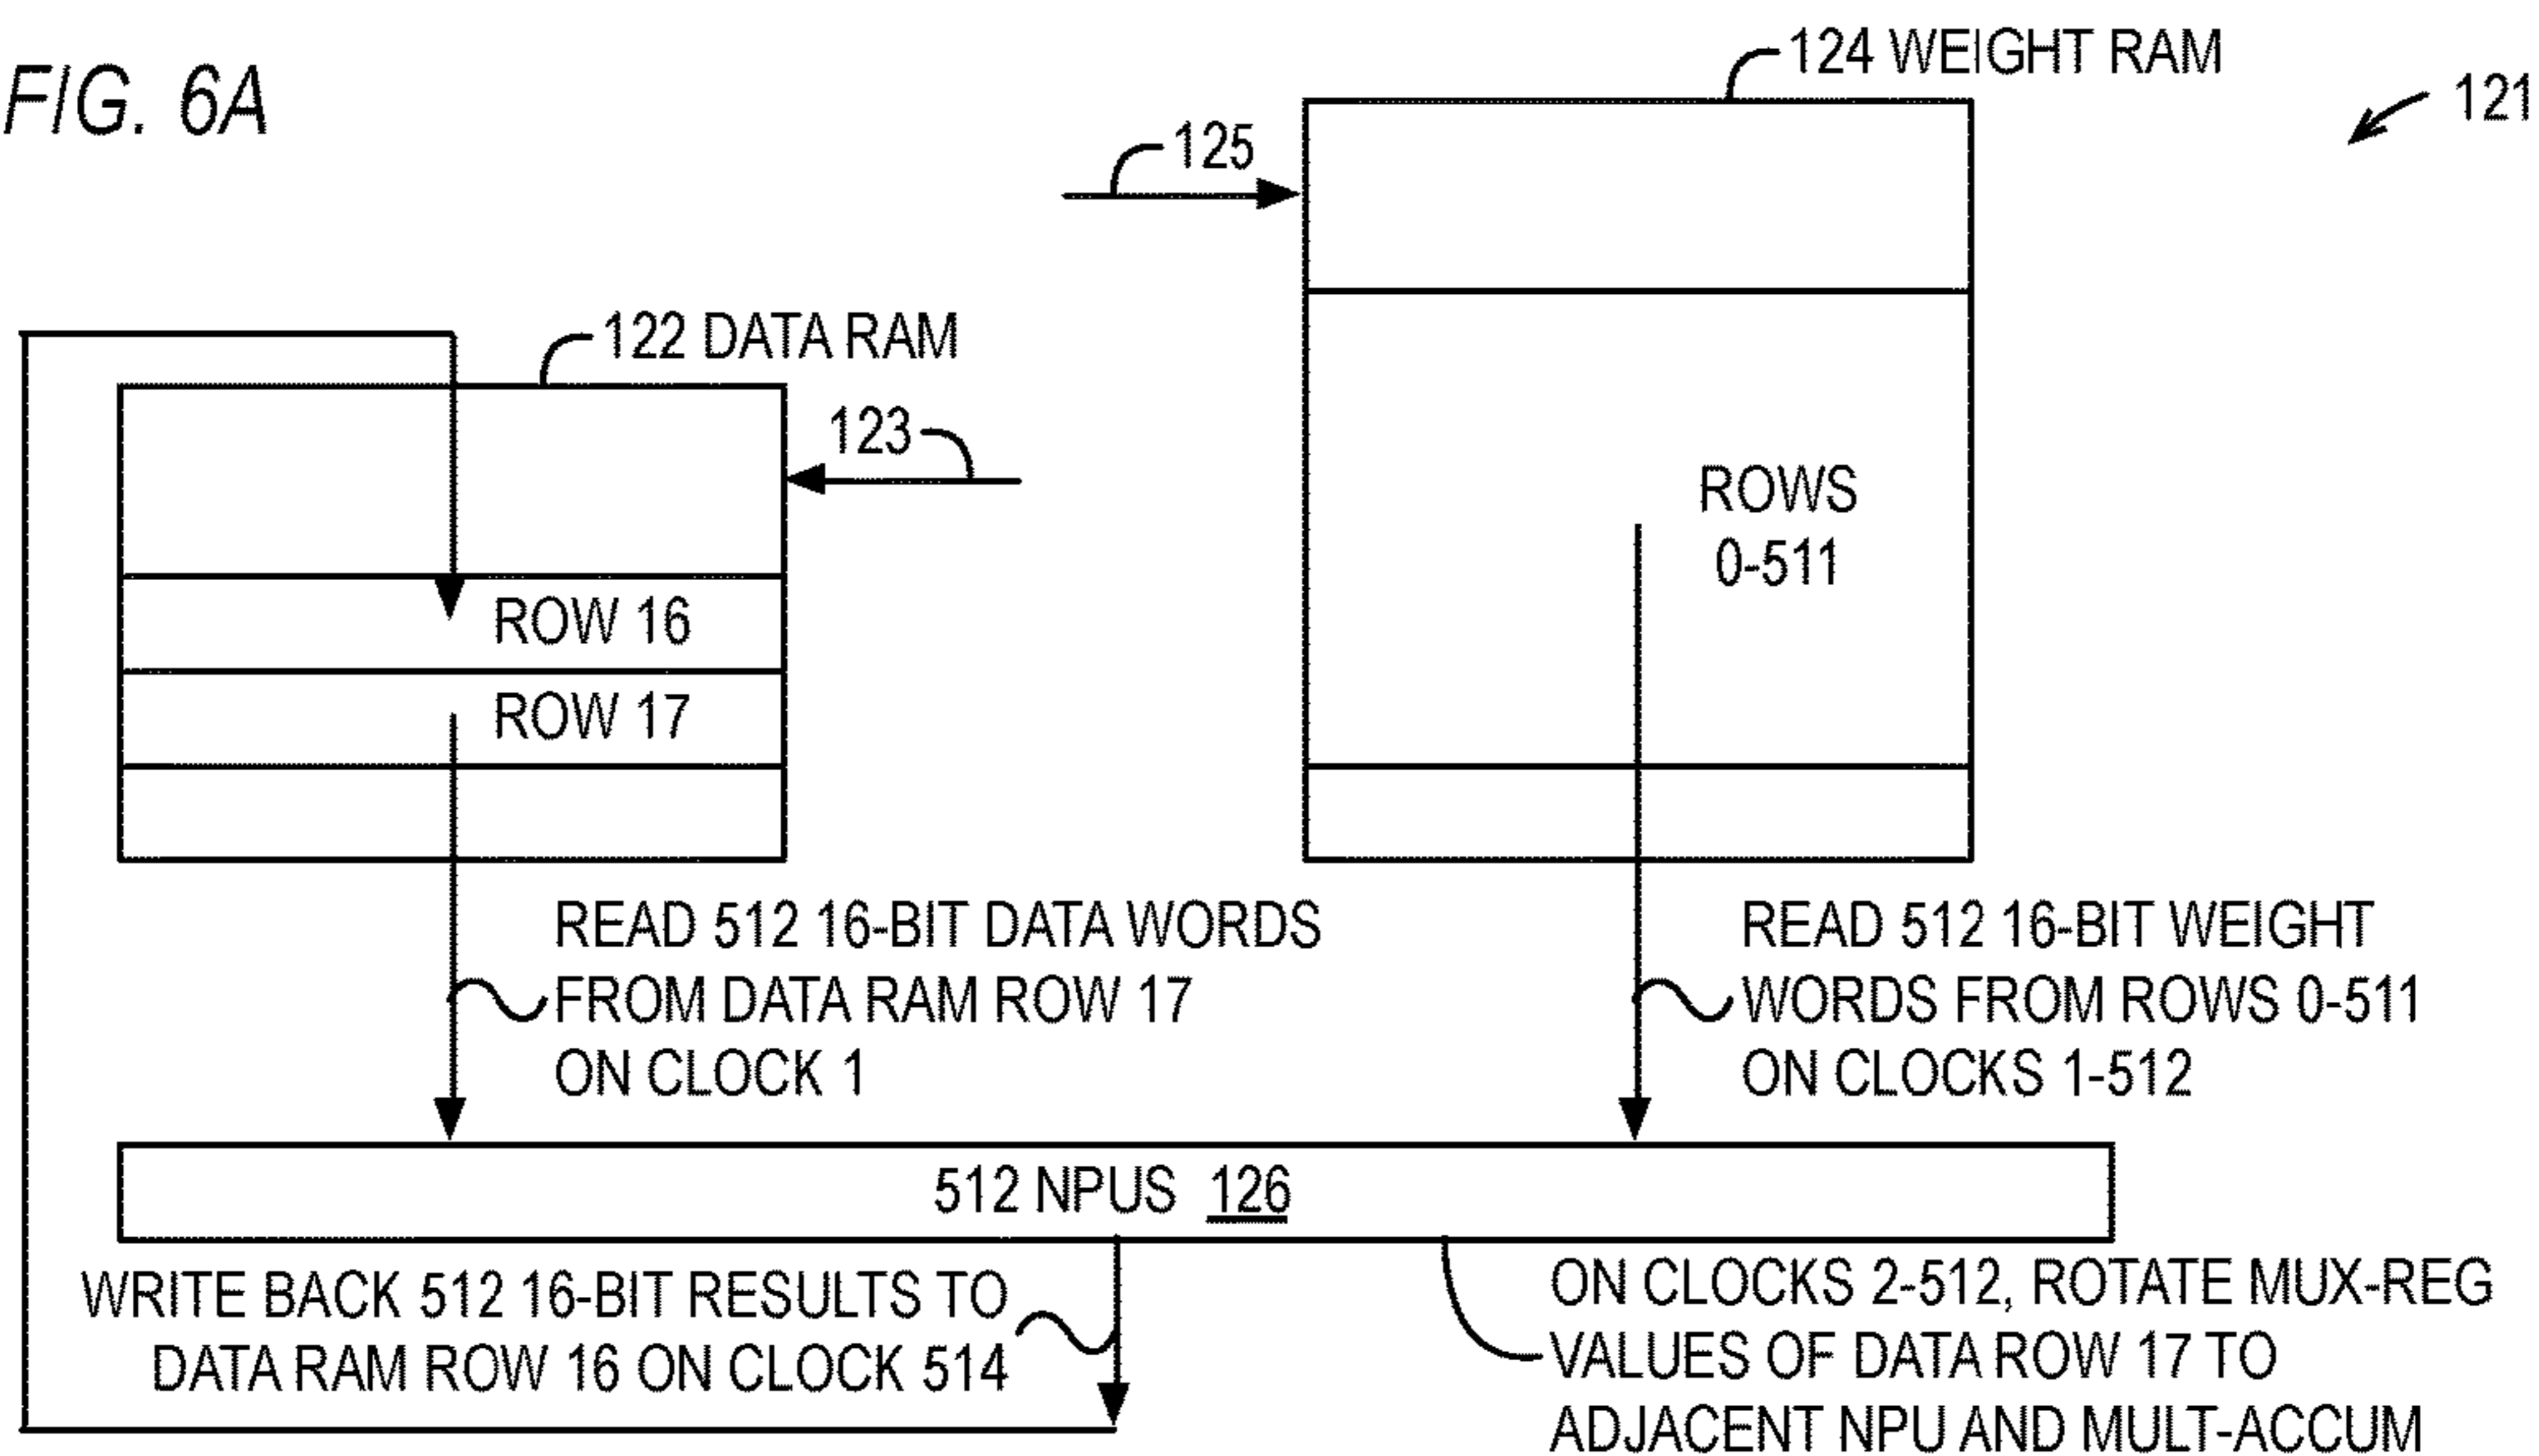 FIG. 6A
124 WEIGHT RAM
121
125
122 DATA RAM
123
ROWS
0-511
ROW 16
ROW 17
READ 512 16-BIT DATA WORDS
FROM DATA RAM ROW 17
ON CLOCK 1
READ 512 16-BIT WEIGHT
WORDS FROM ROWS 0-511
ON CLOCKS 1-512
512 NPUS 126
WRITE BACK 512 16-BIT RESULTS TO
DATA RAM ROW 16 ON CLOCK 514
ON CLOCKS 2-512, ROTATE MUX-REG
VALUES OF DATA ROW 17 TO
ADJACENT NPU AND MULT-ACCUM